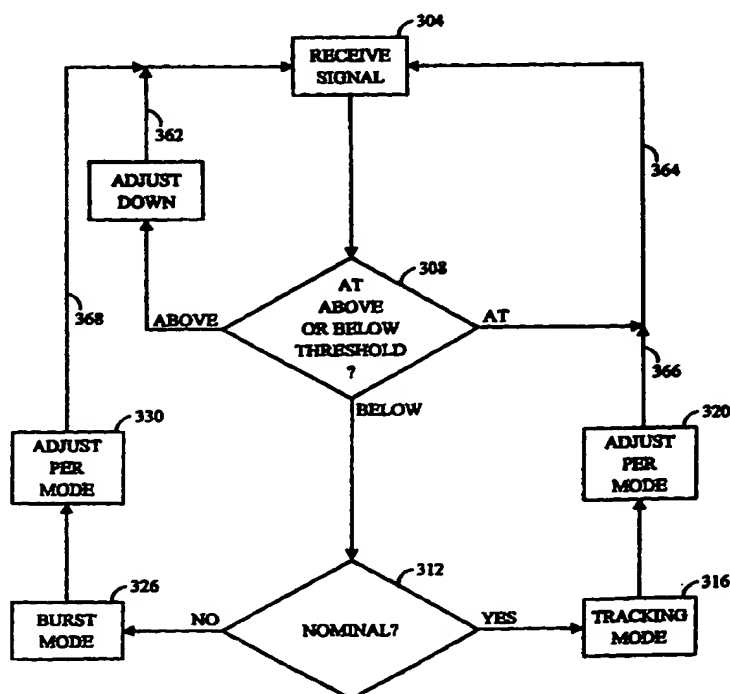 304
RECEIVE
SIGNAL
362
364
ADJUST
DOWN
308
AT
ABOVE
OR BELOW
THRESHOLD
?
ABOVE
AT
368
366
BELOW
330
320
ADJUST
PER
MODE
ADJUST
PER
MODE
326
312
316
BURST
MODE
NO
NOMINAL?
YES
TRACKING
MODE